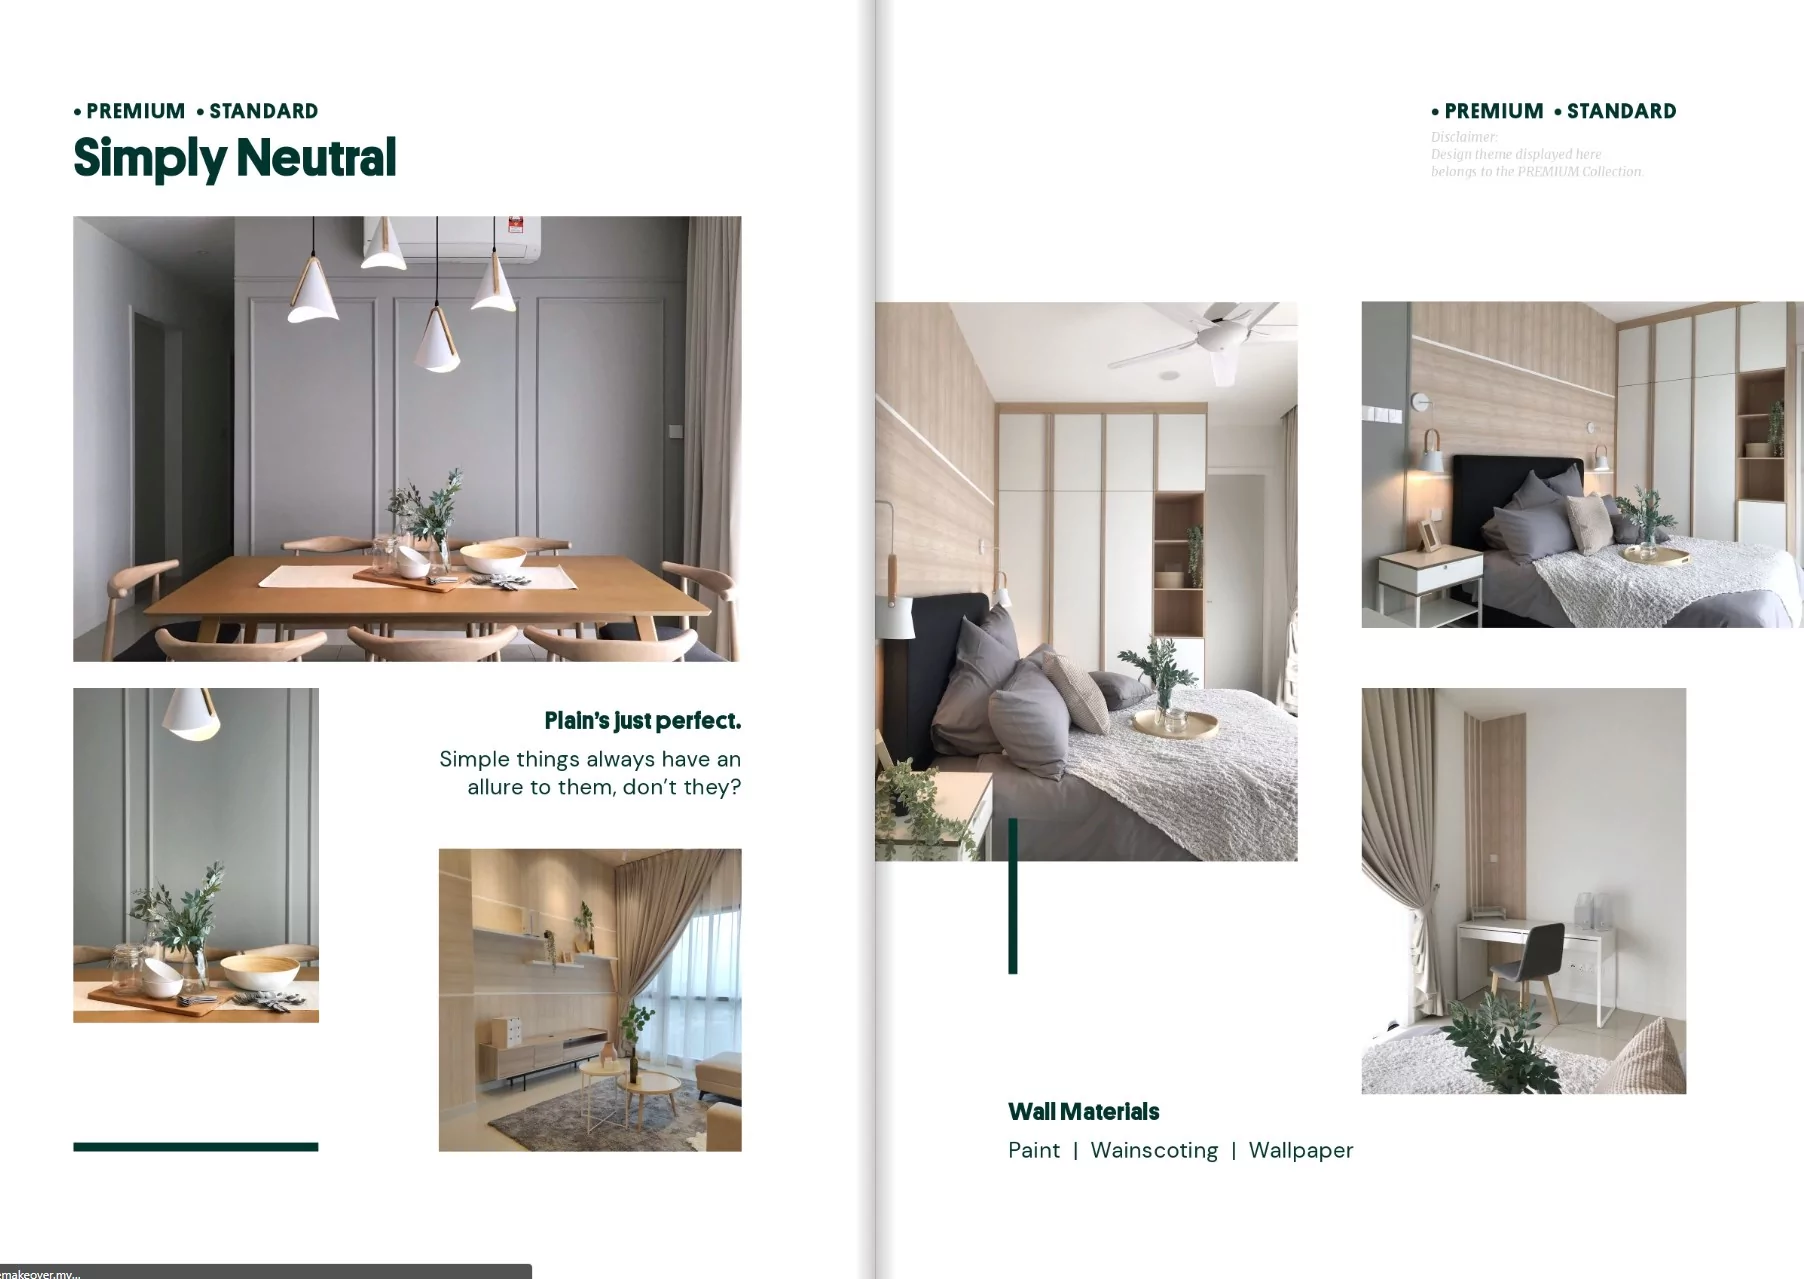 • PREMIUM • STANDARD
Simply Neutral
Plain's just perfect.
Simple things always have an
allure to them, don't they?
• PREMIUM • STANDARD
Disclaimer:
Design theme displayed here
belongs to the PREMIUM Collection.
Wall Materials
Paint | Wainscoting | Wallpaper
emakeover.my...